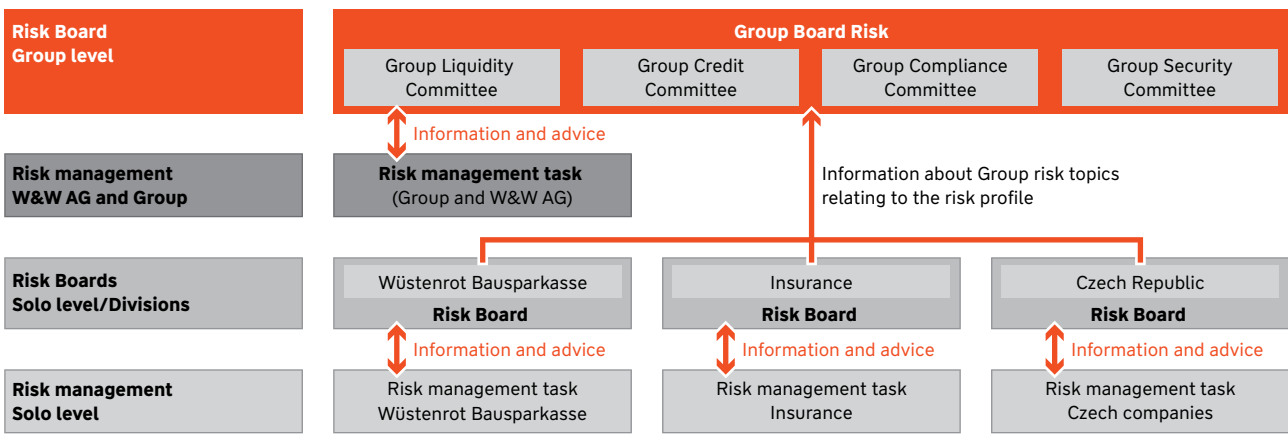 Risk Board
Group level
Group Board Risk
Group Liquidity
Committee
Group Credit
Committee
Group Compliance
Committee
Group Security
Committee
Information and advice
Risk management
W&W AG and Group
Risk management task
(Group and W&W AG)
Information about Group risk topics
relating to the risk profile
Risk Boards
Solo level/Divisions
Wüstenrot Bausparkasse
Risk Board
Insurance
Risk Board
Czech Republic
Risk Board
Information and advice
Information and advice
Information and advice
Risk management
Solo level
Risk management task
Wüstenrot Bausparkasse
Risk management task
Insurance
Risk management task
Czech companies